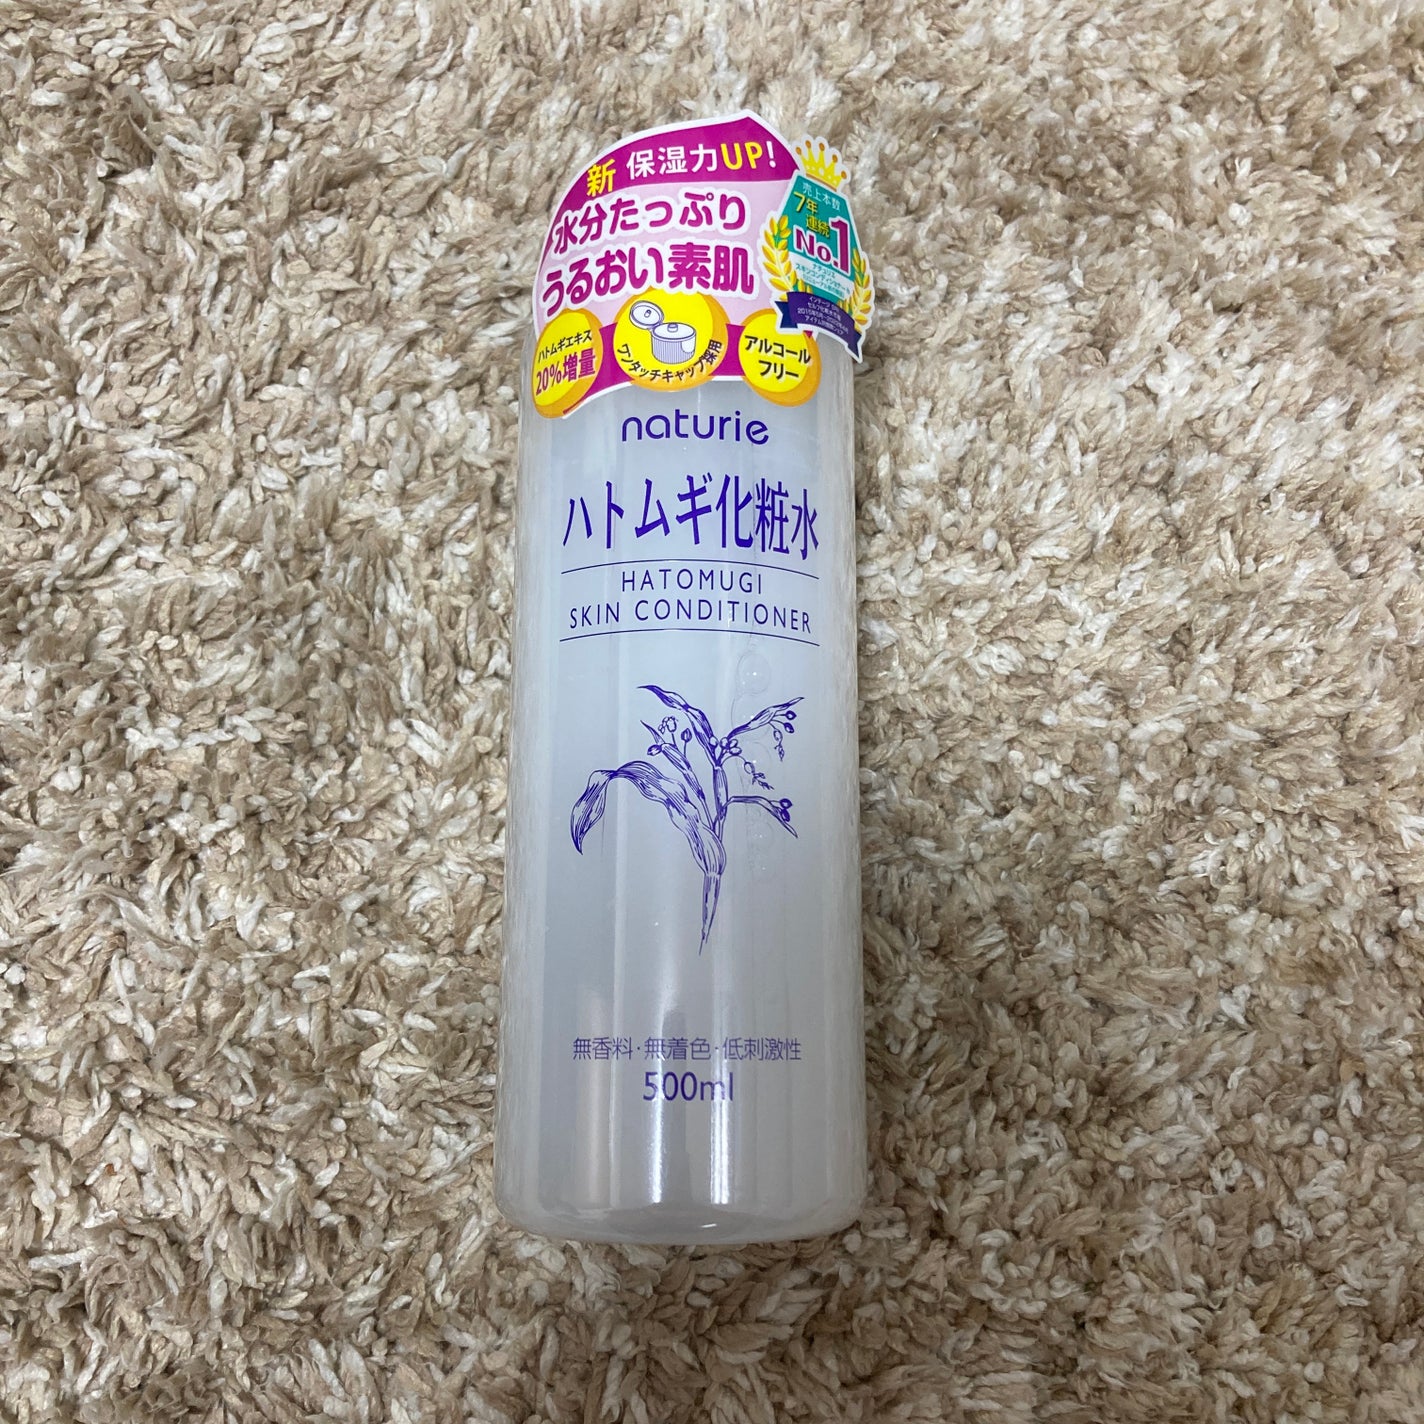 新 保湿力UP!
水分たっぷり
うるおい素肌
売上本数
7年
連続
No.1
ハトムギエキス
20%増量
ワンタッチキャップ採用
アルコール
フリー
naturie
ハトムギ化粧水
HATOMUGI
SKIN CONDITIONER
無香料・無着色・低刺激性
500ml